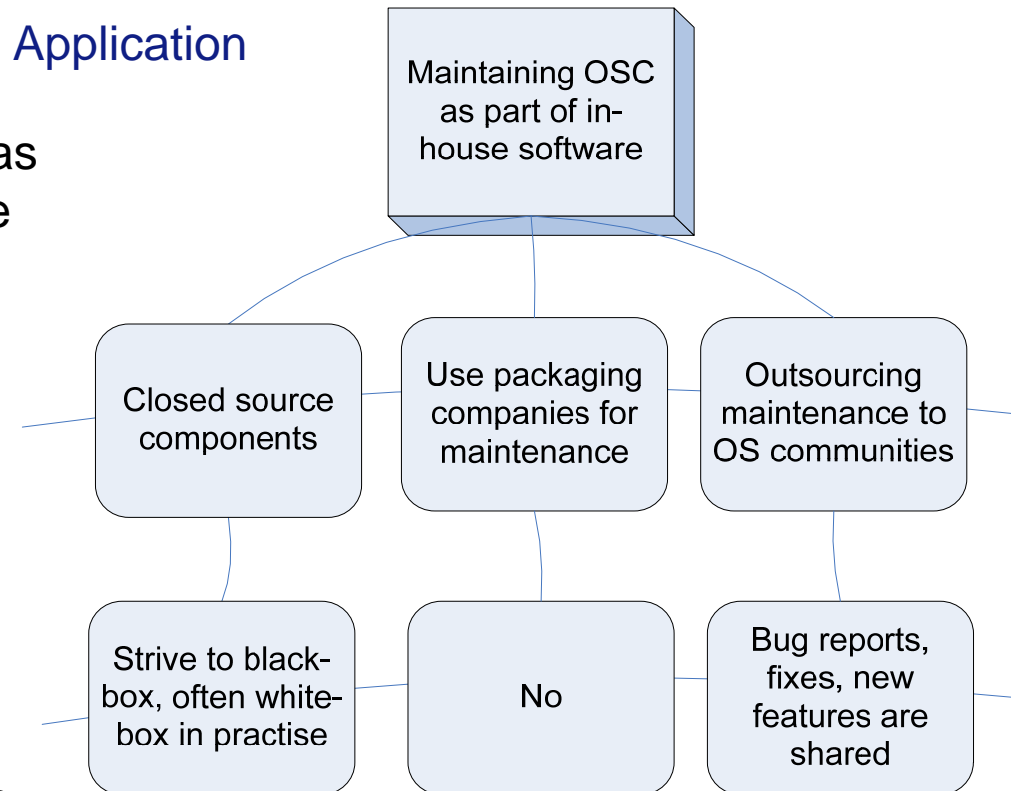 Application
as
e
Maintaining OSC
as part of in-
house software
Closed source
components
Use packaging
companies for
maintenance
Outsourcing
maintenance to
OS communities
Strive to black-
box, often white-
box in practise
No
Bug reports,
fixes, new
features are
shared